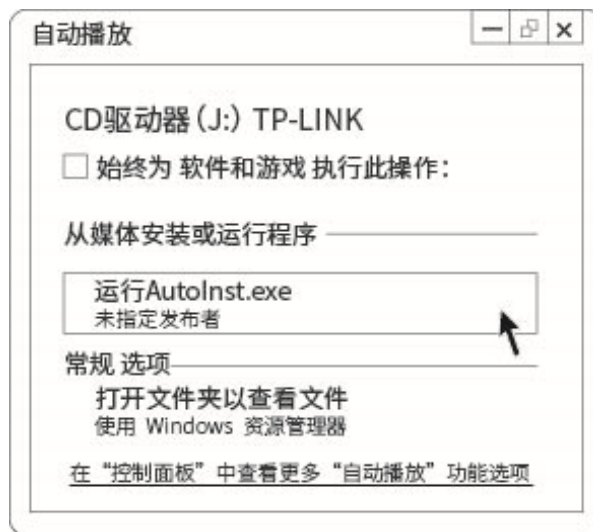 自动播放
CD驱动器(J:) TP-LINK
始终为 软件和游戏 执行此操作:
从媒体安装或运行程序
运行AutoInst.exe
未指定发布者
常规 选项
打开文件夹以查看文件
使用 Windows 资源管理器
在“控制面板”中查看更多“自动播放”功能选项